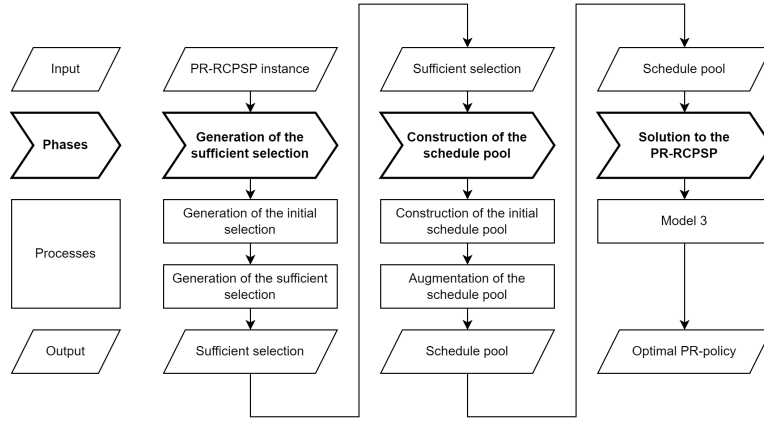 Input
PR-RCPSP instance
Sufficient selection
Schedule pool
Phases
Generation of the
sufficient selection
Construction of the
schedule pool
Solution to the
PR-RCPSP
Processes
Generation of the initial
selection
Construction of the initial
schedule pool
Model 3
Generation of the sufficient
selection
Augmentation of the
schedule pool
Output
Sufficient selection
Schedule pool
Optimal PR-policy